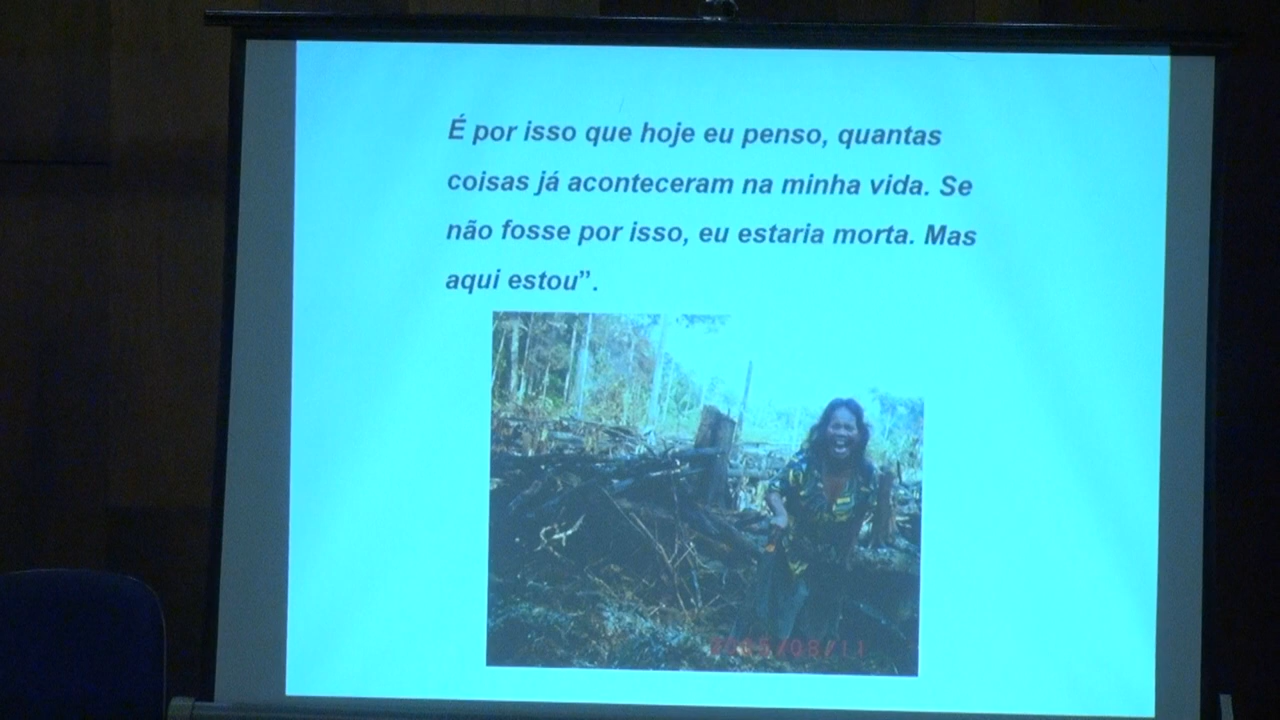 É por isso que hoje eu penso, quantas
coisas já aconteceram na minha vida. Se
não fosse por isso, eu estaria morta. Mas
aqui estou”.